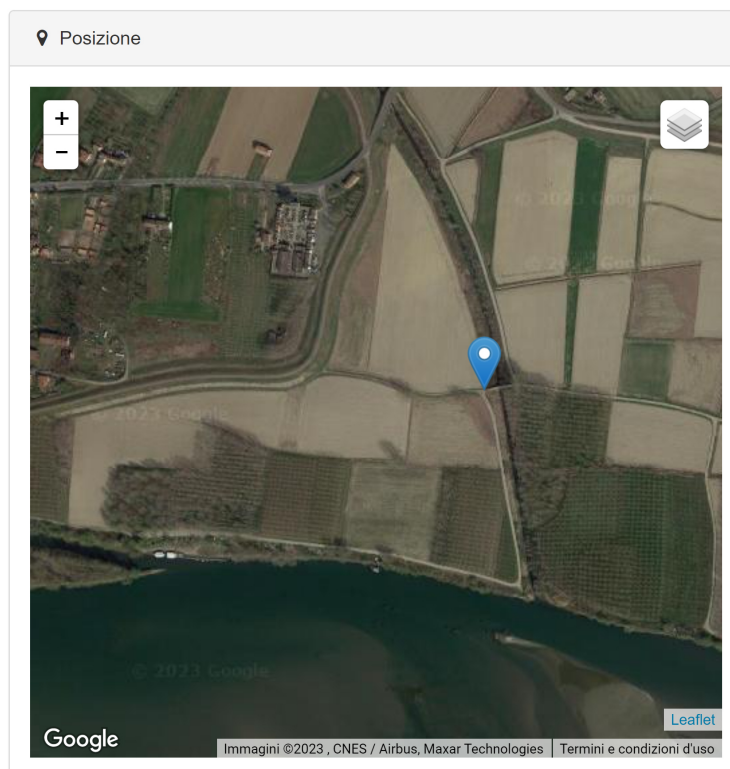 Posizione
+
−
© 2023 Google
© 2023 Google
© 2023 Google
© 2023 Google
Leaflet
Google
Immagini ©2023 , CNES / Airbus, Maxar Technologies
Termini e condizioni d'uso